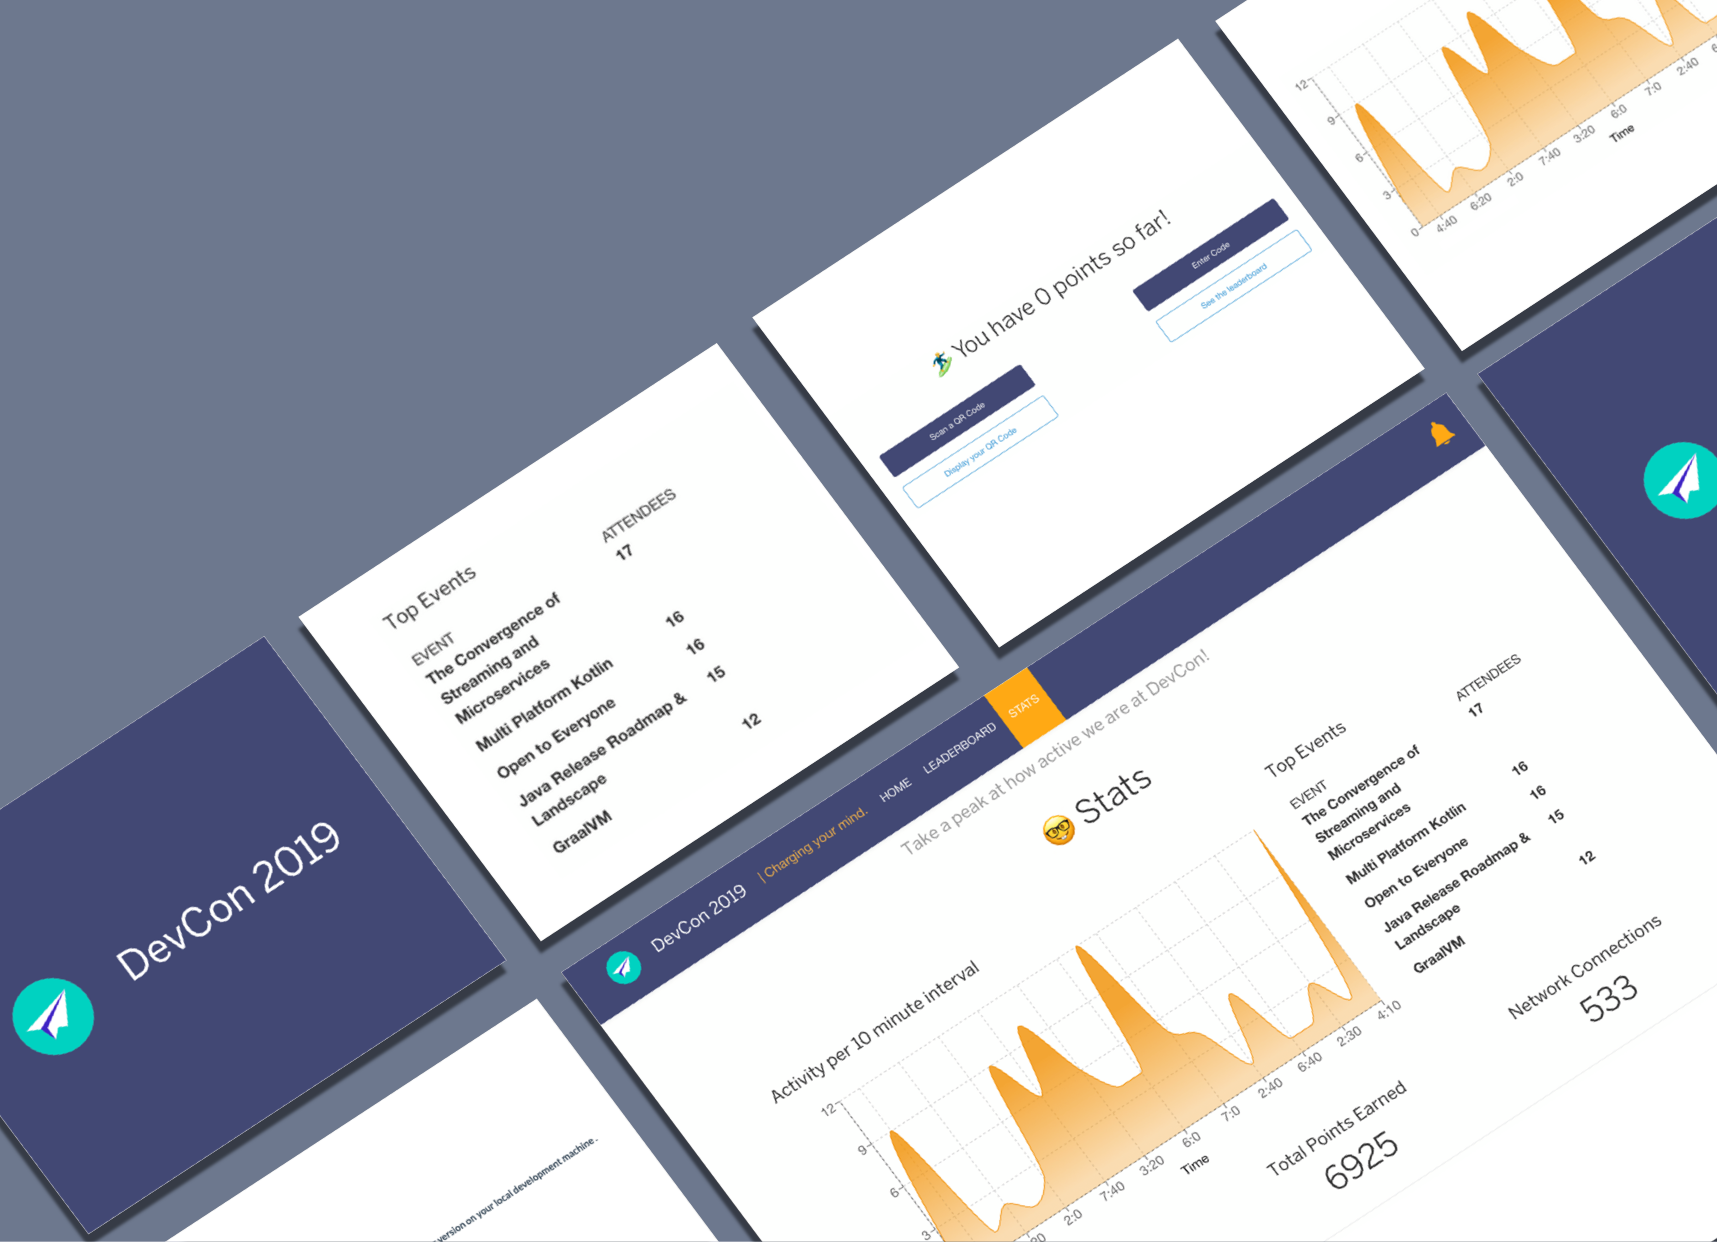 12
9
6
3
0
4:40
6:20
2:0
7:40
3:20
6:0
7:0
2:40
Time
You have 0 points so far!
Enter Code
See the leaderboard
Scan a QR Code
Display your QR Code
Top Events
EVENT
ATTENDEES
The Convergence of
Streaming and
Microservices
17
Multi Platform Kotlin
16
Open to Everyone
16
Java Release Roadmap &
Landscape
15
GraalVM
12
DevCon 2019
version on your local development machine.
DevCon 2019 | Charging your mind. HOME LEADERBOARD STATS
Take a peak at how active we are at DevCon!
Stats
Activity per 10 minute interval
12
9
6
3
2:0
7:40
3:20
6:0
7:0
2:40
6:40
2:30
4:10
Time
Top Events
EVENT
ATTENDEES
The Convergence of
Streaming and
Microservices
17
Multi Platform Kotlin
16
Open to Everyone
16
Java Release Roadmap &
Landscape
15
GraalVM
12
Network Connections
533
Total Points Earned
6925